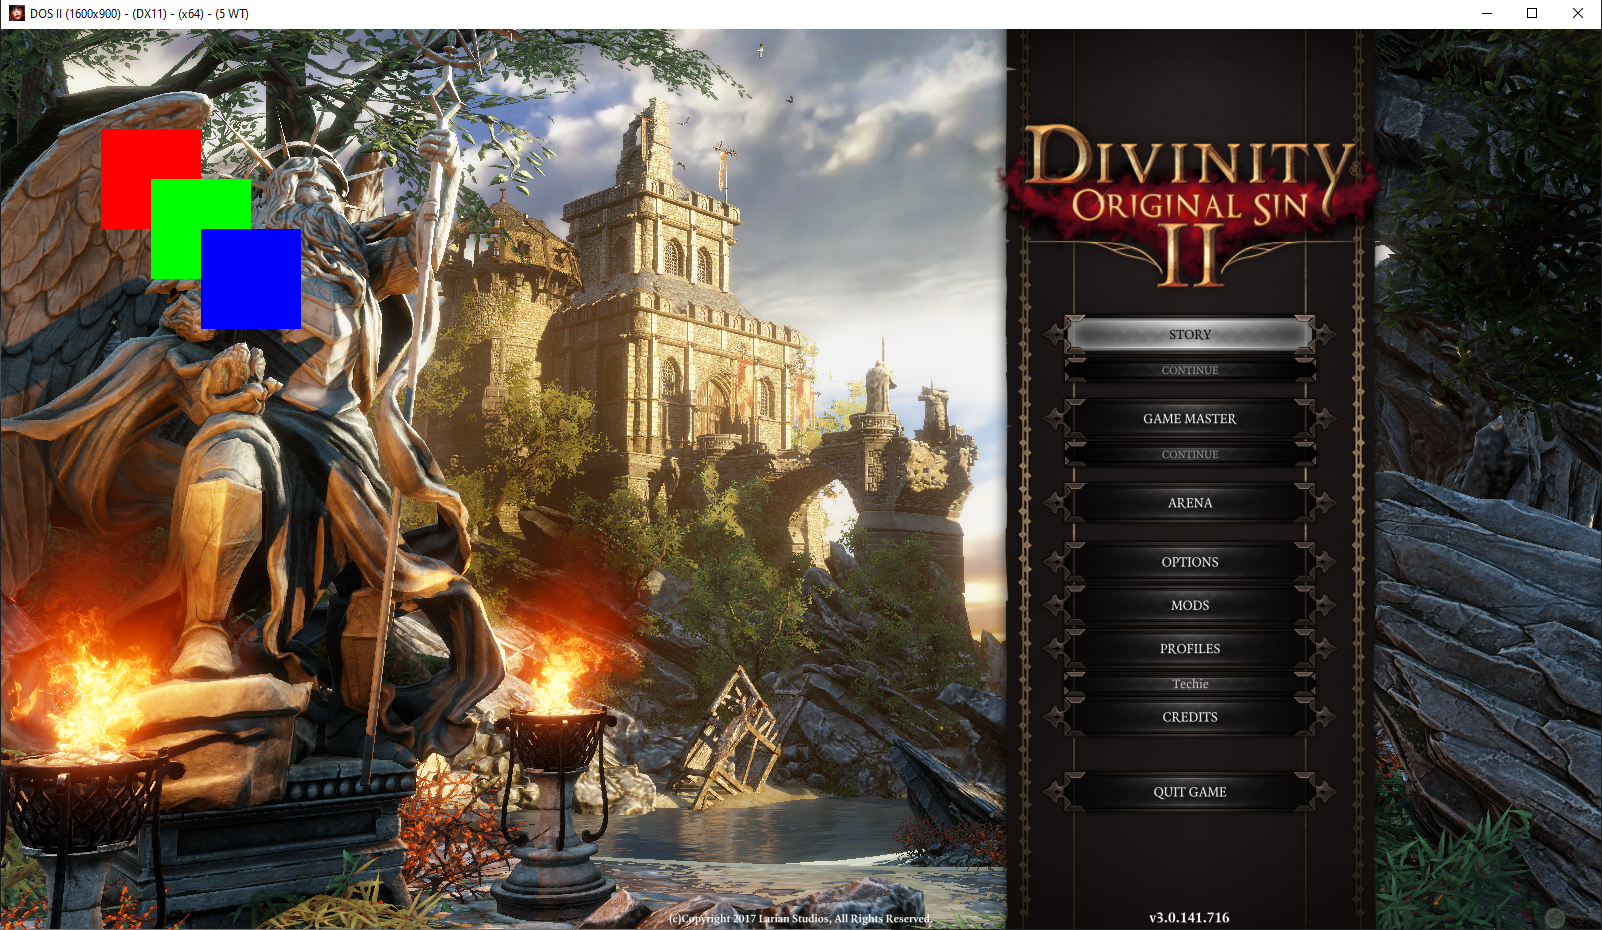 DOS II (1600x900) - (DX11) - (x64) - (5 WT)
DIVINITY®
ORIGINAL SIN
II
STORY
CONTINUE
GAME MASTER
CONTINUE
ARENA
OPTIONS
MODS
PROFILES
Techie
CREDITS
QUIT GAME
(c)Copyright 2017 Larian Studios, All Rights Reserved.
v3.0.141.716